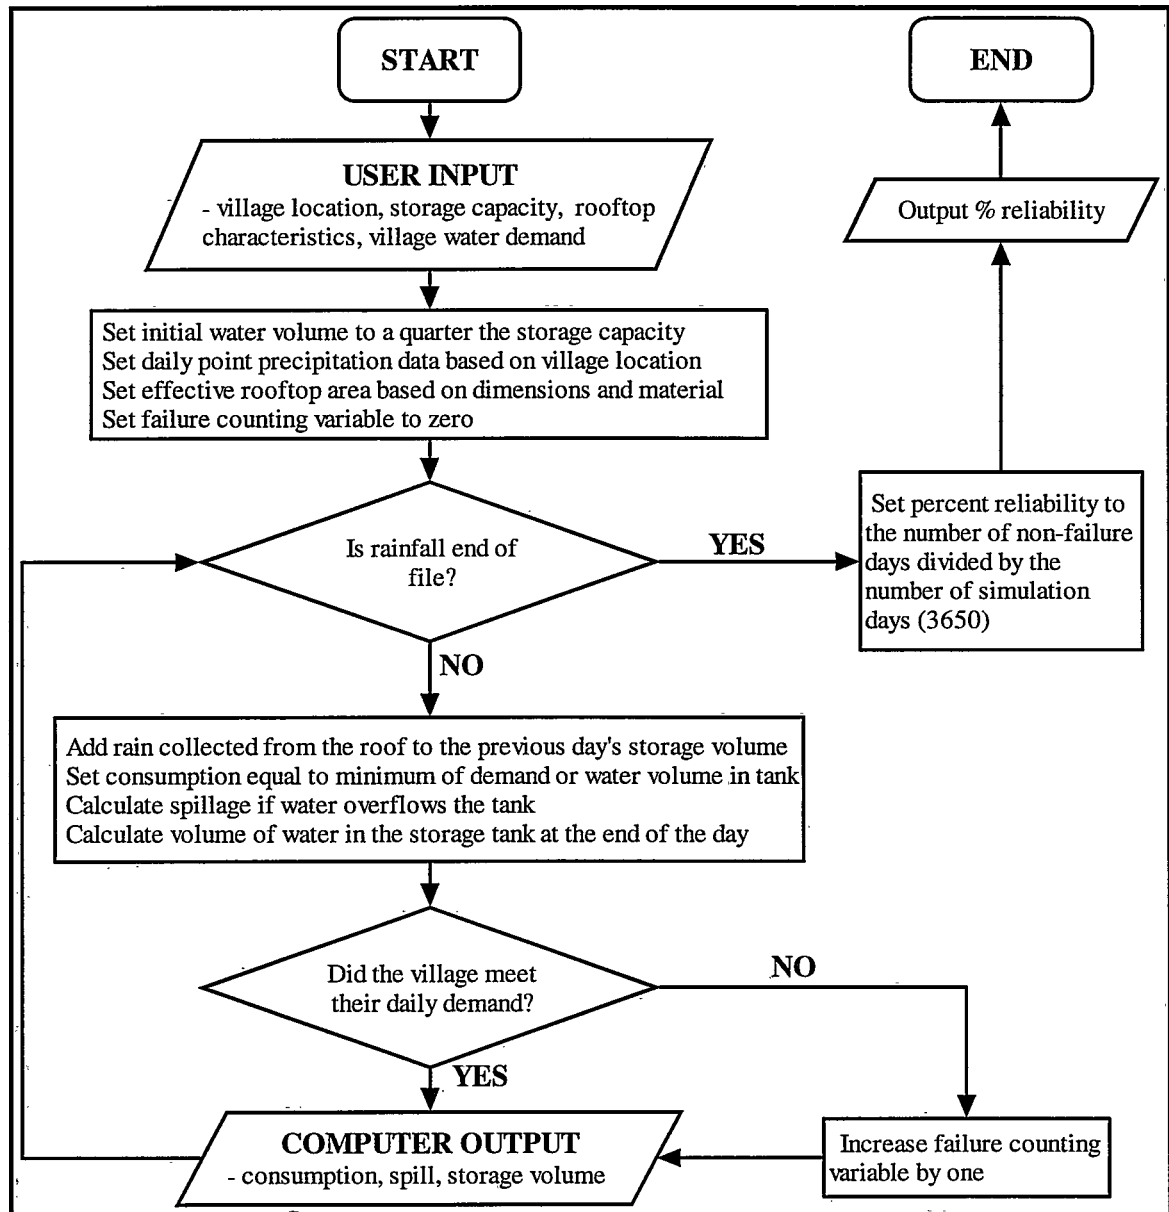 START
END
USER INPUT
- village location, storage capacity, rooftop
characteristics, village water demand
Output % reliability
Set initial water volume to a quarter the storage capacity
Set daily point precipitation data based on village location
Set effective rooftop area based on dimensions and material
Set failure counting variable to zero
Is rainfall end of
file?
YES
Set percent reliability to
the number of non-failure
days divided by the
number of simulation
days (3650)
NO
Add rain collected from the roof to the previous day's storage volume
Set consumption equal to minimum of demand or water volume in tank
Calculate spillage if water overflows the tank
Calculate volume of water in the storage tank at the end of the day
Did the village meet
their daily demand?
NO
YES
COMPUTER OUTPUT
- consumption, spill, storage volume
Increase failure counting
variable by one